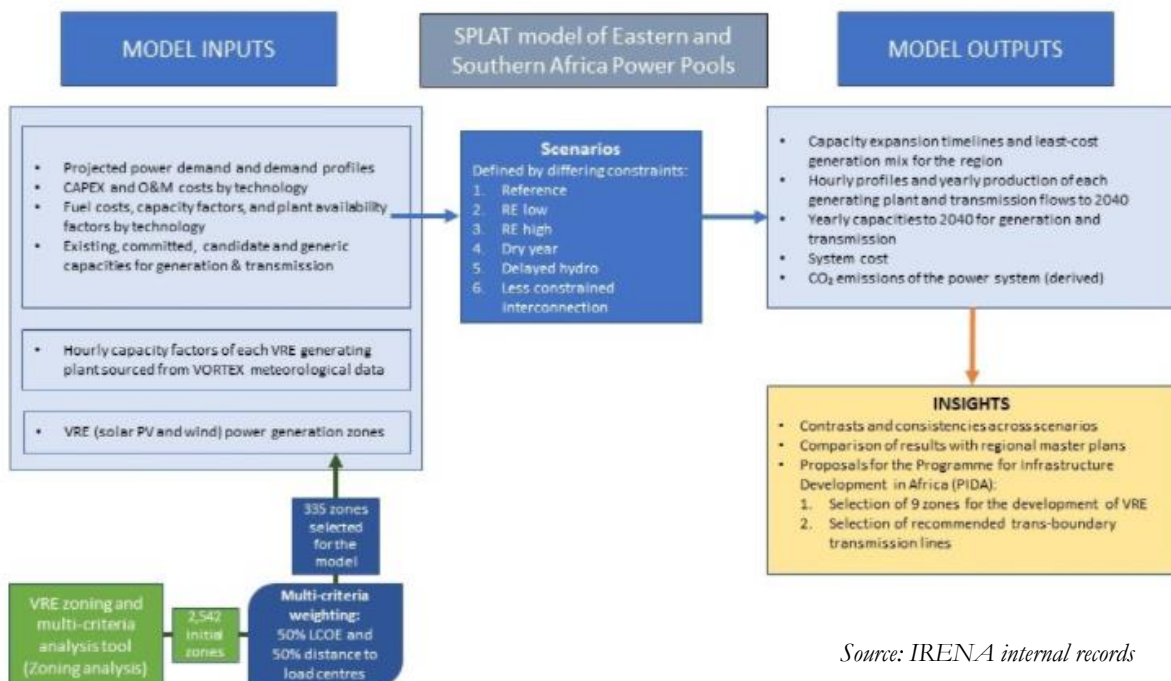 MODEL INPUTS
SPLAT model of Eastern and
Southern Africa Power Pools
MODEL OUTPUTS
• Projected power demand and demand profiles
• CAPEX and O&M costs by technology
• Fuel costs, capacity factors, and plant availability
factors by technology
• Existing, committed, candidate and generic
capacities for generation & transmission
• Hourly capacity factors of each VRE generating
plant sourced from VORTEX meteorological data
• VRE (solar PV and wind) power generation zones
Scenarios
Defined by differing constraints:
1. Reference
2. RE low
3. RE high
4. Dry year
5. Delayed hydro
6. Less constrained
interconnection
• Capacity expansion timelines and least-cost
generation mix for the region
• Hourly profiles and yearly production of each
generating plant and transmission flows to 2040
• Yearly capacities to 2040 for generation and
transmission
• System cost
• CO₂ emissions of the power system (derived)
INSIGHTS
• Contrasts and consistencies across scenarios
• Comparison of results with regional master plans
• Proposals for the Programme for Infrastructure
Development in Africa (PIDA):
1. Selection of 9 zones for the development of VRE
2. Selection of recommended trans-boundary
transmission lines
335 zones
selected
for the
model
VRE zoning and
multi-criteria
analysis tool
(Zoning analysis)
2,542
initial
zones
Multi-criteria
weighting:
50% LCOE and
50% distance to
load centres
Source: IRENA internal records